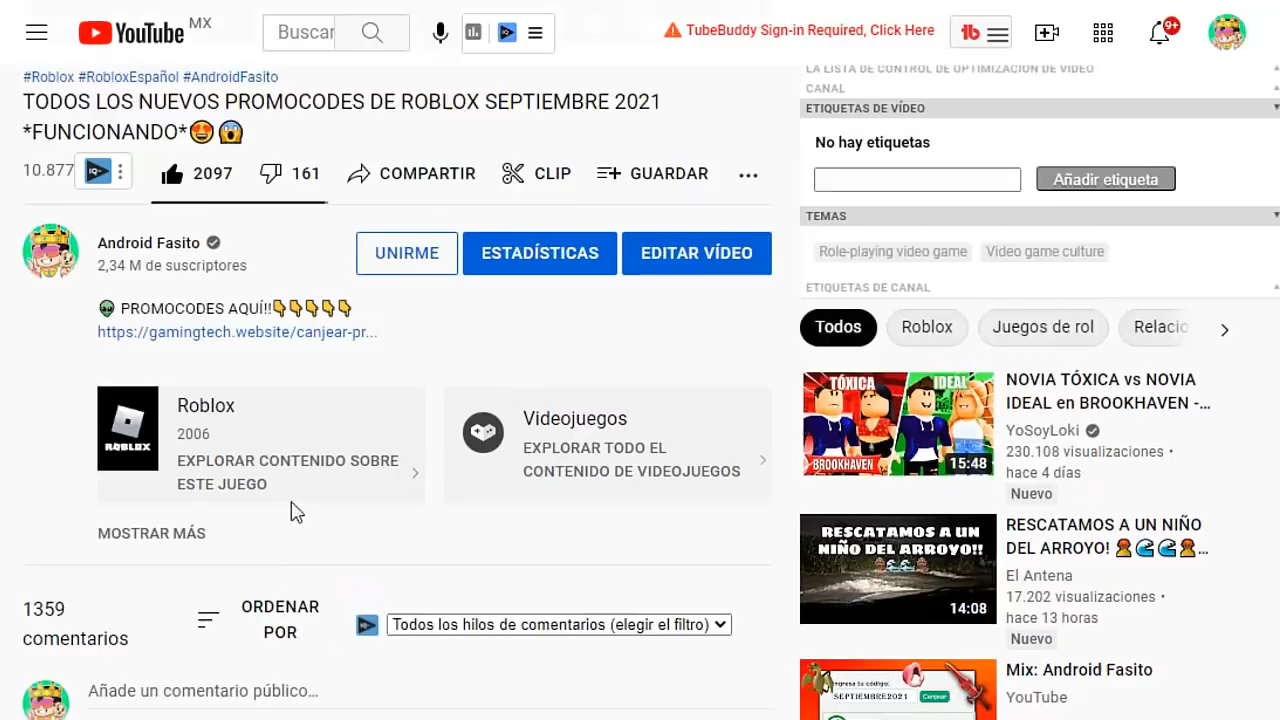 YouTube MX
Buscar
TubeBuddy Sign-in Required, Click Here
tb
9+
#Roblox #RobloxEspañol #AndroidFasito
TODOS LOS NUEVOS PROMOCODES DE ROBLOX SEPTIEMBRE 2021
*FUNCIONANDO*😍😱
10.877
IQ
2097
161
COMPARTIR
CLIP
GUARDAR
Android Fasito
2,34 M de suscriptores
UNIRME
ESTADÍSTICAS
EDITAR VÍDEO
👽 PROMOCODES AQUÍ!!👇👇👇👇👇
https://gamingtech.website/canjear-pr...
ROBLOX
Roblox
2006
EXPLORAR CONTENIDO SOBRE
ESTE JUEGO
Videojuegos
EXPLORAR TODO EL
CONTENIDO DE VIDEOJUEGOS
MOSTRAR MÁS
1359
comentarios
ORDENAR
POR
Todos los hilos de comentarios (elegir el filtro)
Añade un comentario público...
LA LISTA DE CONTROL DE OPTIMIZACIÓN DE VÍDEO
CANAL
ETIQUETAS DE VÍDEO
No hay etiquetas
Añadir etiqueta
TEMAS
Role-playing video game
Video game culture
ETIQUETAS DE CANAL
Todos
Roblox
Juegos de rol
Relacio
TÓXICA
IDEAL
BROOKHAVEN
15:48
NOVIA TÓXICA vs NOVIA
IDEAL en BROOKHAVEN -...
YoSoyLoki
230.108 visualizaciones •
hace 4 días
Nuevo
RESCATAMOS A UN
NIÑO DEL ARROYO!!
14:08
RESCATAMOS A UN NIÑO
DEL ARROYO! 🙎🌊🌊🙎...
El Antena
17.202 visualizaciones •
hace 13 horas
Nuevo
Ingresa tu código:
SEPTIEMBRE2021
Canjear
Mix: Android Fasito
YouTube